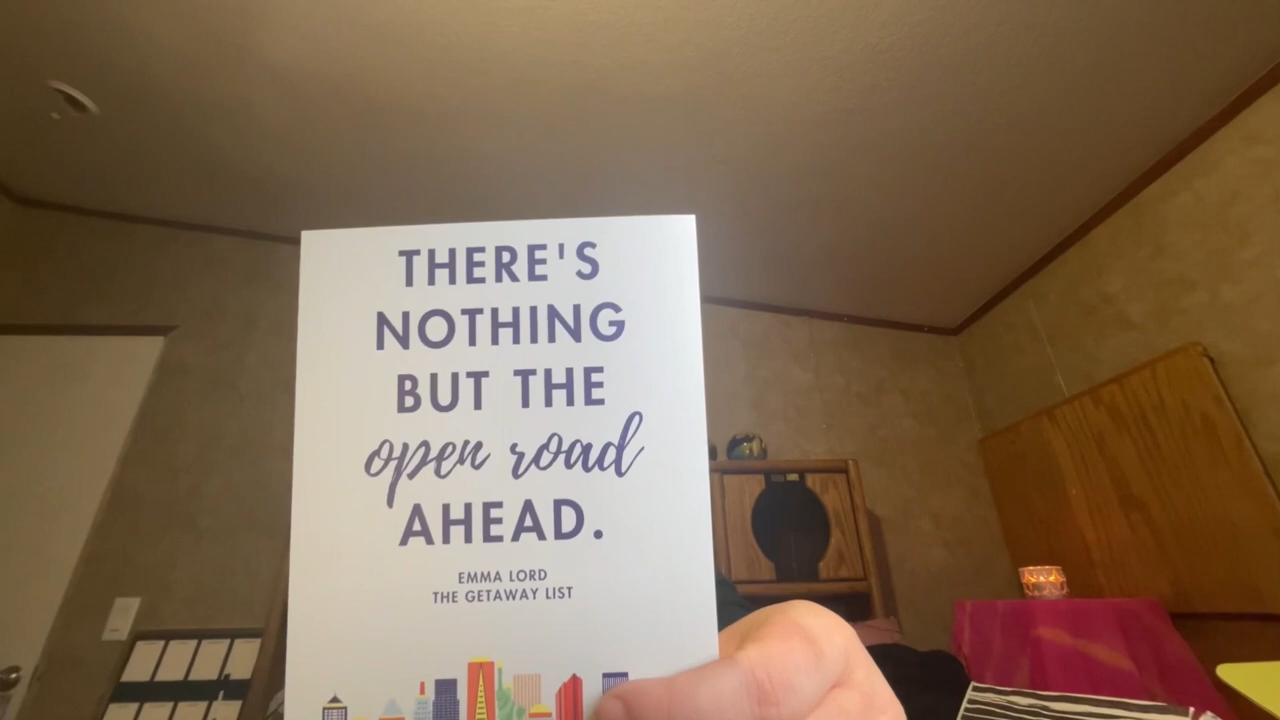 THERE'S
NOTHING
BUT THE
open road
AHEAD.
EMMA LORD
THE GETAWAY LIST